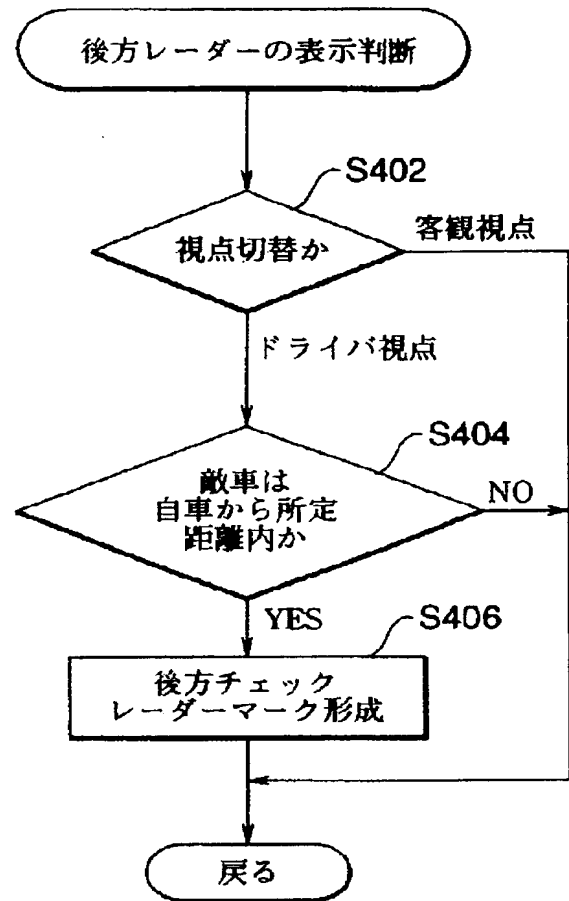 後方レーダーの表示判断
S402
視点切替か
客観視点
ドライバ視点
S404
敵車は
自車から所定
距離内か
NO
YES
S406
後方チェック
レーダーマーク形成
戻る